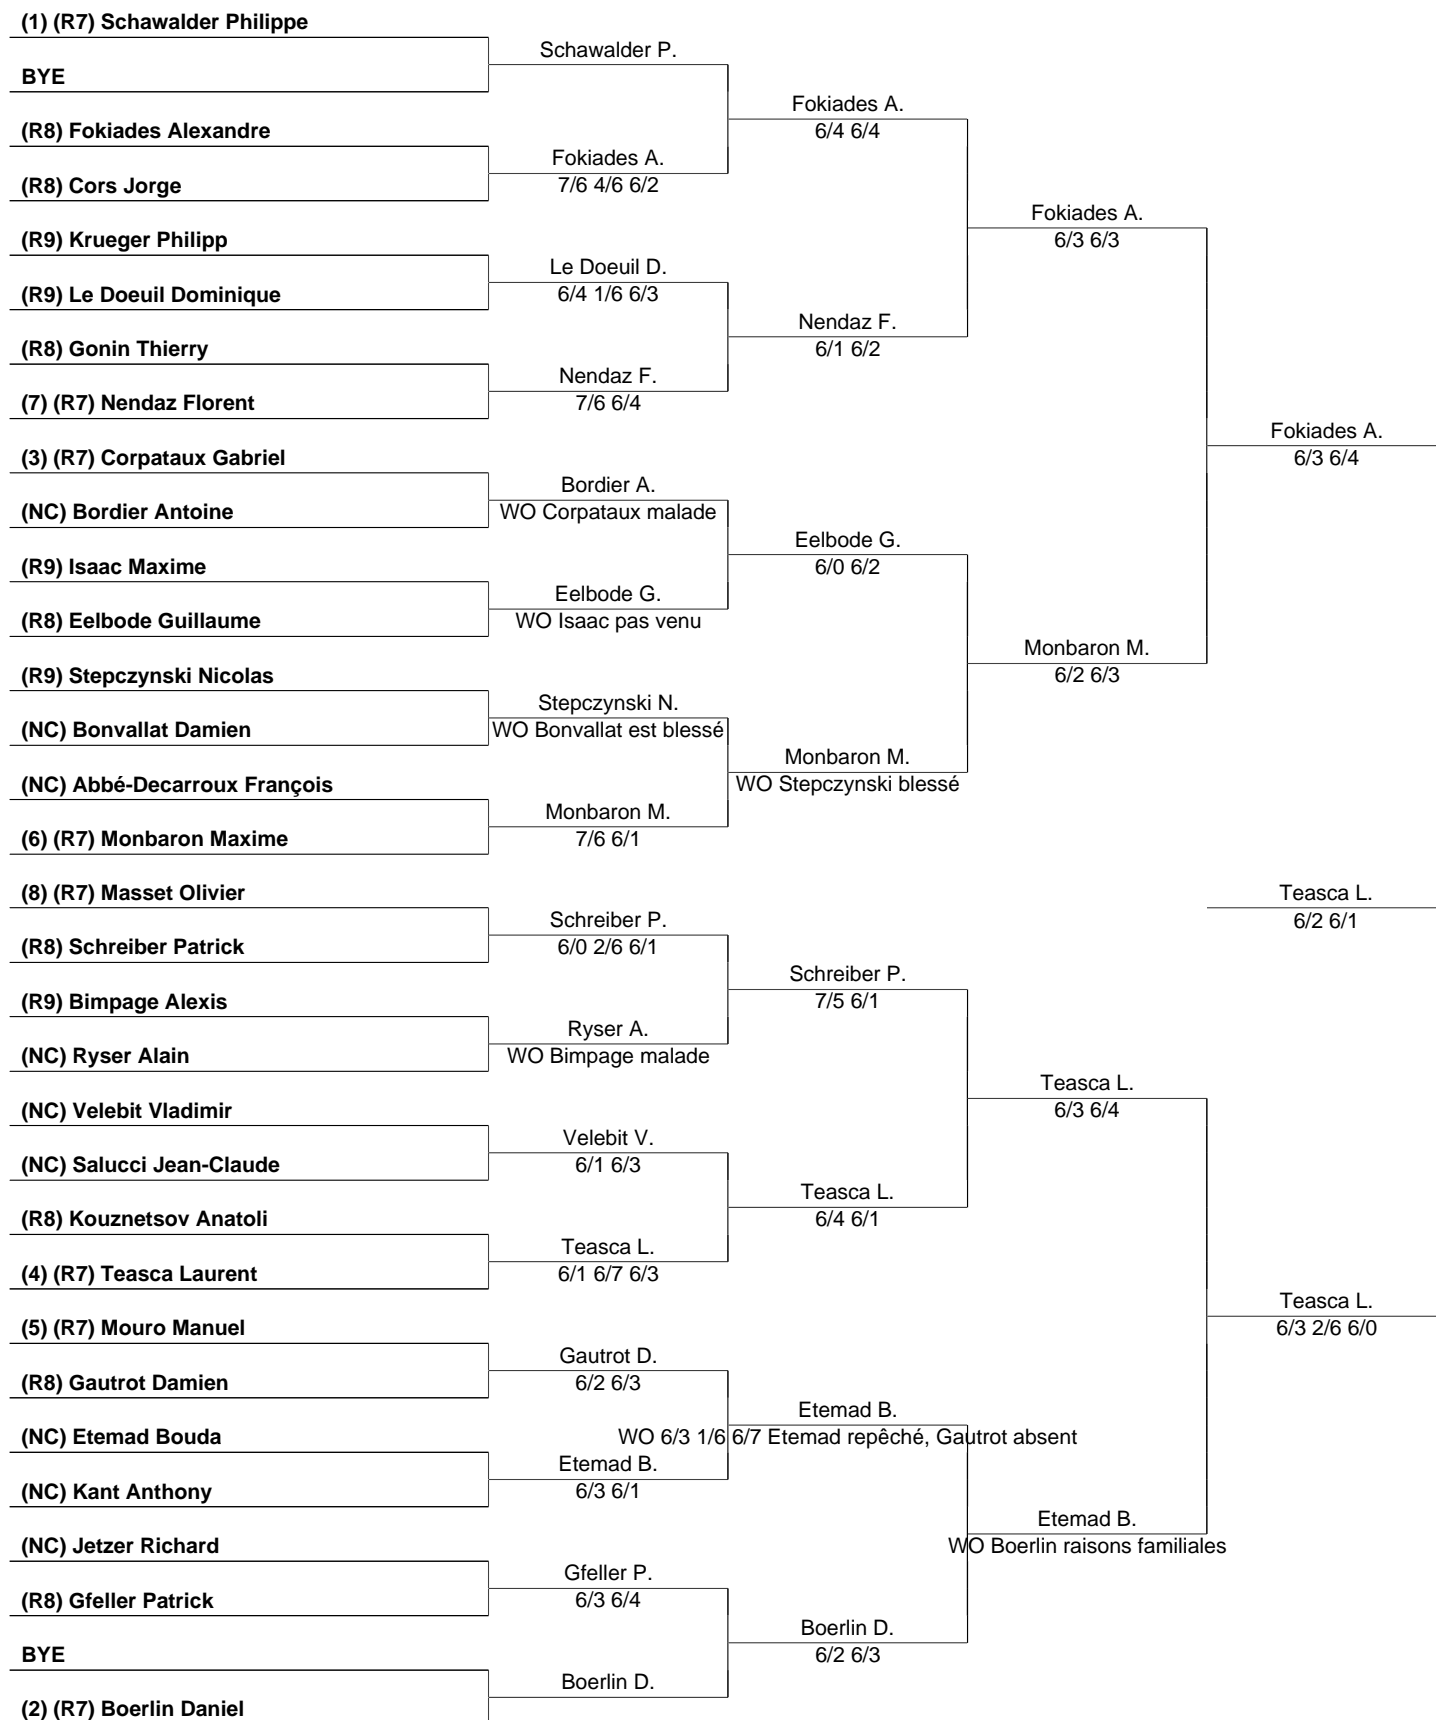 (1) (R7) Schawalder Philippe
Schawalder P.
BYE
Fokiades A.
6/4 6/4
(R8) Fokiades Alexandre
Fokiades A.
7/6 4/6 6/2
(R8) Cors Jorge
Fokiades A.
6/3 6/3
(R9) Krueger Philipp
Le Doeuil D.
6/4 1/6 6/3
(R9) Le Doeuil Dominique
Nendaz F.
6/1 6/2
(R8) Gonin Thierry
Nendaz F.
7/6 6/4
(7) (R7) Nendaz Florent
Fokiades A.
6/3 6/4
(3) (R7) Corpataux Gabriel
Bordier A.
WO Corpataux malade
(NC) Bordier Antoine
Eelbode G.
6/0 6/2
(R9) Isaac Maxime
Eelbode G.
WO Isaac pas venu
(R8) Eelbode Guillaume
Monbaron M.
6/2 6/3
(R9) Stepczynski Nicolas
Stepczynski N.
WO Bonvallat est blessé
(NC) Bonvallat Damien
Monbaron M.
WO Stepczynski blessé
(NC) Abbé-Decarroux François
Monbaron M.
7/6 6/1
(6) (R7) Monbaron Maxime
(8) (R7) Masset Olivier
Teasca L.
6/2 6/1
Schreiber P.
6/0 2/6 6/1
(R8) Schreiber Patrick
Schreiber P.
7/5 6/1
(R9) Bimpage Alexis
Ryser A.
WO Bimpage malade
(NC) Ryser Alain
Teasca L.
6/3 6/4
(NC) Velebit Vladimir
Velebit V.
6/1 6/3
(NC) Salucci Jean-Claude
Teasca L.
6/4 6/1
(R8) Kouznetsov Anatoli
Teasca L.
6/1 6/7 6/3
(4) (R7) Teasca Laurent
Teasca L.
6/3 2/6 6/0
(5) (R7) Mouro Manuel
Gautrot D.
6/2 6/3
(R8) Gautrot Damien
Etemad B.
WO 6/3 1/6 6/7 Etemad repêché, Gautrot absent
(NC) Etemad Bouda
Etemad B.
6/3 6/1
(NC) Kant Anthony
Etemad B.
WO Boerlin raisons familiales
(NC) Jetzer Richard
Gfeller P.
6/3 6/4
(R8) Gfeller Patrick
Boerlin D.
6/2 6/3
BYE
Boerlin D.
(2) (R7) Boerlin Daniel